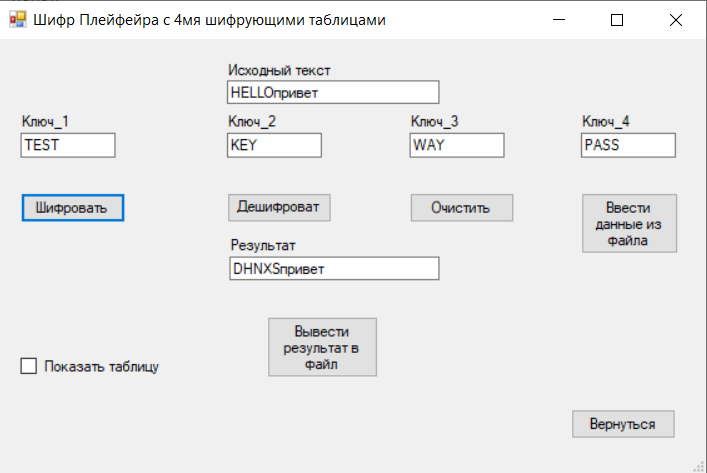 Шифр Плейфейра с 4мя шифрующими таблицами
Исходный текст
HELLOпривет
Ключ_1
Ключ_2
Ключ_3
Ключ_4
TEST
KEY
WAY
PASS
Шифровать
Дешифроват
Очистить
Ввести
данные из
файла
Результат
DHNXSпривет
Вывести
результат в
файл
Показать таблицу
Вернуться